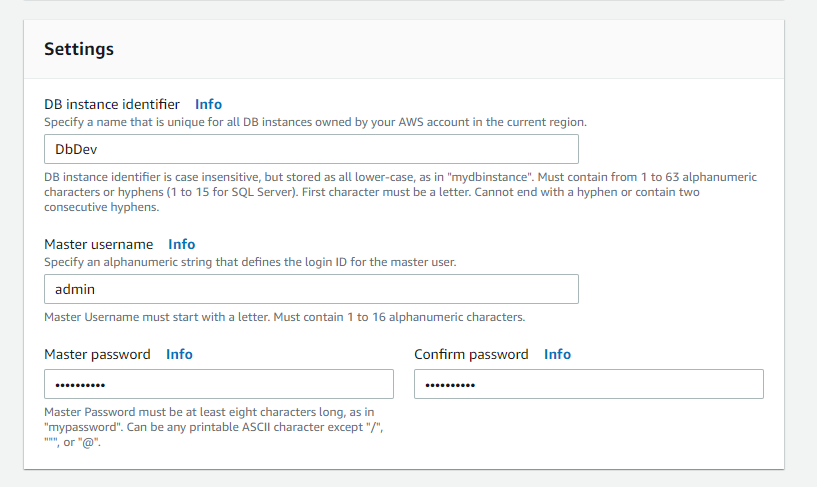 Settings
DB instance identifier Info
Specify a name that is unique for all DB instances owned by your AWS account in the current region.
DbDev
DB instance identifier is case insensitive, but stored as all lower-case, as in "mydbinstance". Must contain from 1 to 63 alphanumeric
characters or hyphens (1 to 15 for SQL Server). First character must be a letter. Cannot end with a hyphen or contain two
consecutive hyphens.
Master username Info
Specify an alphanumeric string that defines the login ID for the master user.
admin
Master Username must start with a letter. Must contain 1 to 16 alphanumeric characters.
Master password Info
••••••••••
Master Password must be at least eight characters long, as in
"mypassword". Can be any printable ASCII character except "/",
""", or "@".
Confirm password Info
••••••••••